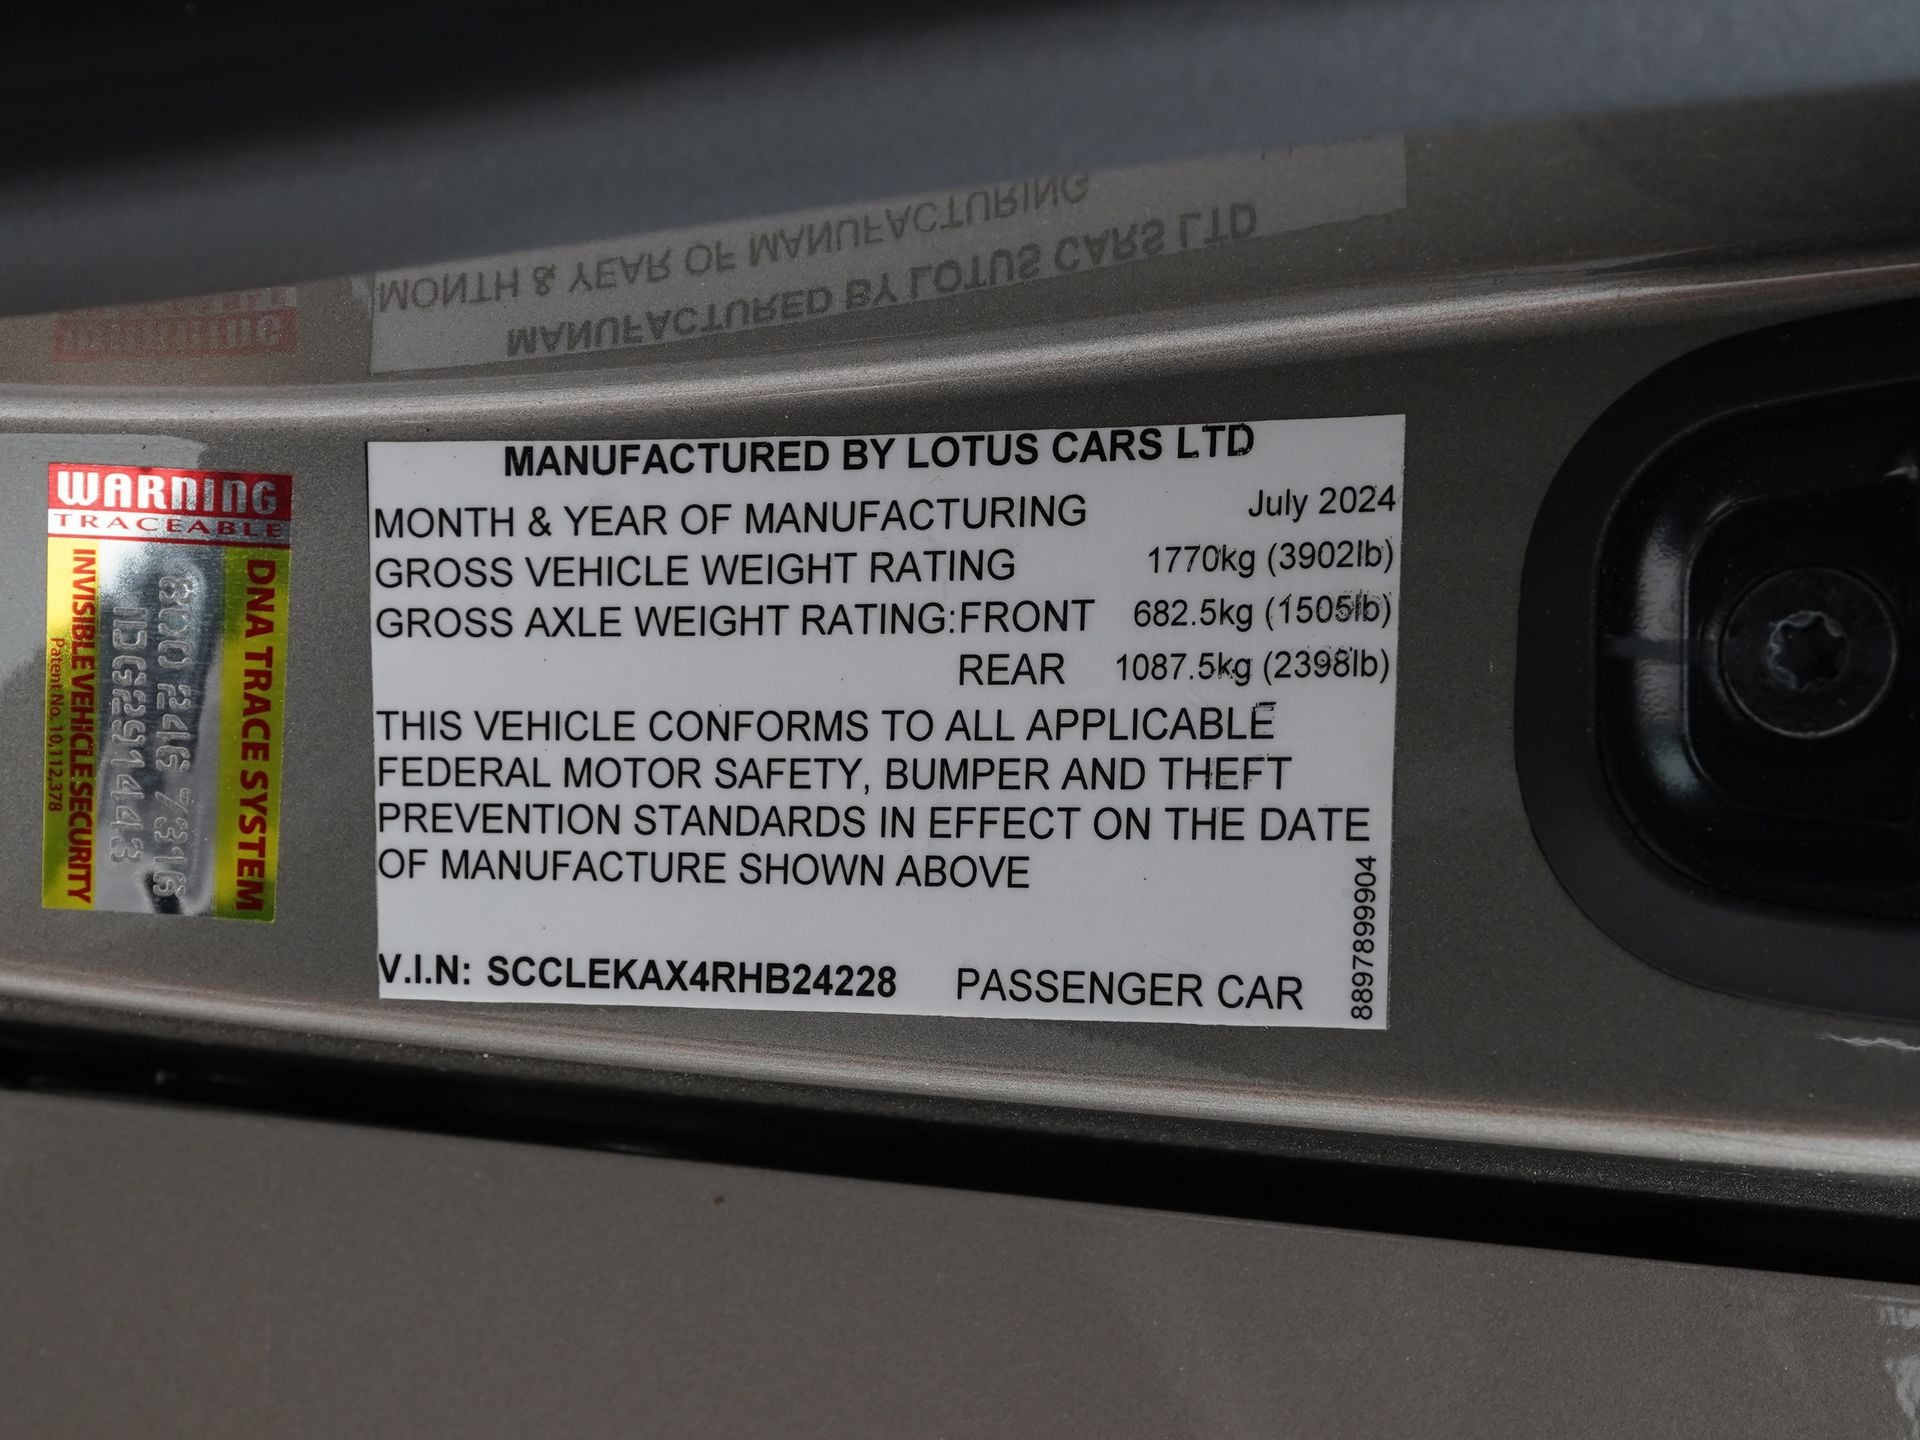 MONTH & YEAR OF MANUFACTURING
MANUFACTURED BY LOTUS CARS LTD
WARNING
TRACEABLE
DNA TRACE SYSTEM
800 246 7316
INVISIBLE VEHICLE SECURITY
Patent No. 10,112,378
MANUFACTURED BY LOTUS CARS LTD
MONTH & YEAR OF MANUFACTURING July 2024
GROSS VEHICLE WEIGHT RATING 1770kg (3902lb)
GROSS AXLE WEIGHT RATING:FRONT 682.5kg (1505lb)
REAR 1087.5kg (2398lb)
THIS VEHICLE CONFORMS TO ALL APPLICABLE
FEDERAL MOTOR SAFETY, BUMPER AND THEFT
PREVENTION STANDARDS IN EFFECT ON THE DATE
OF MANUFACTURE SHOWN ABOVE
V.I.N: SCCLEKAX4RHB24228 PASSENGER CAR
88978999904